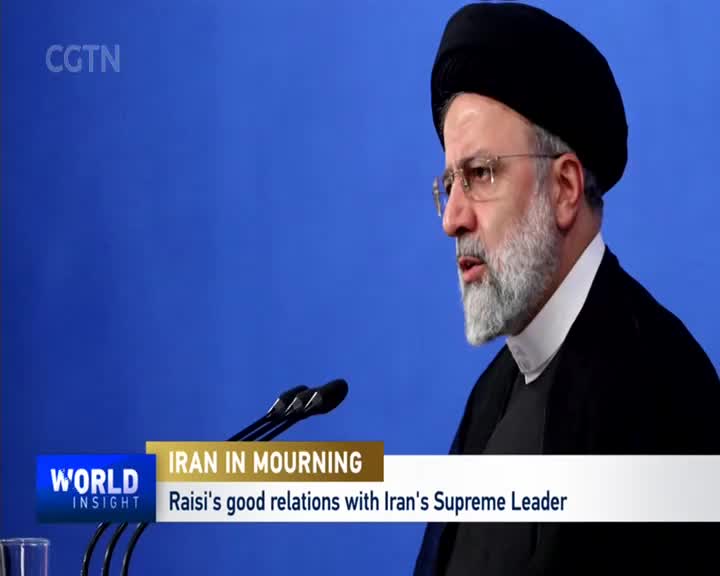 CGTN
IRAN IN MOURNING
WORLD
INSIGHT
Raisi's good relations with Iran's Supreme Leader